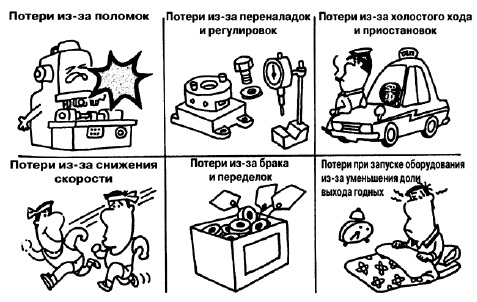 Потери из-за поломок
Потери из-за переналадок
и регулировок
Потери из-за холостого хода
и приостановок
Потери из-за снижения
скорости
Потери из-за брака
и переделок
Потери при запуске оборудования
из-за уменьшения доли
выхода годных